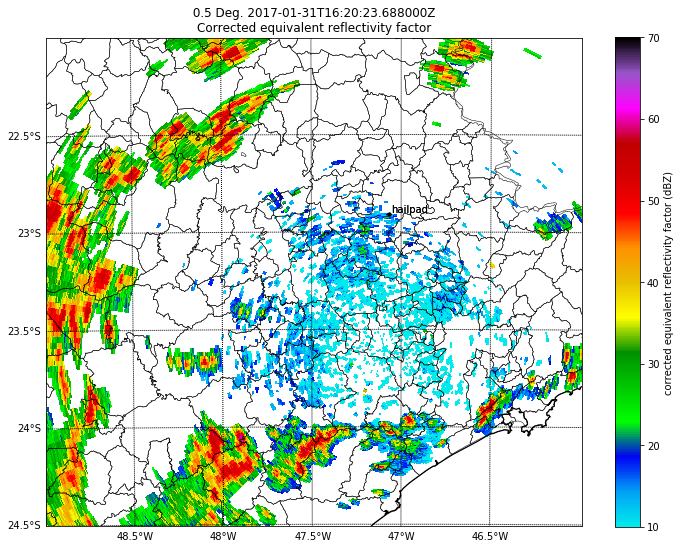 0.5 Deg. 2017-01-31T16:20:23.688000Z
Corrected equivalent reflectivity factor
70
60
50
40
30
20
10
corrected equivalent reflectivity factor (dBZ)
22.5°S
23°S
23.5°S
24°S
24.5°S
hailpad
48.5°W
48°W
47.5°W
47°W
46.5°W